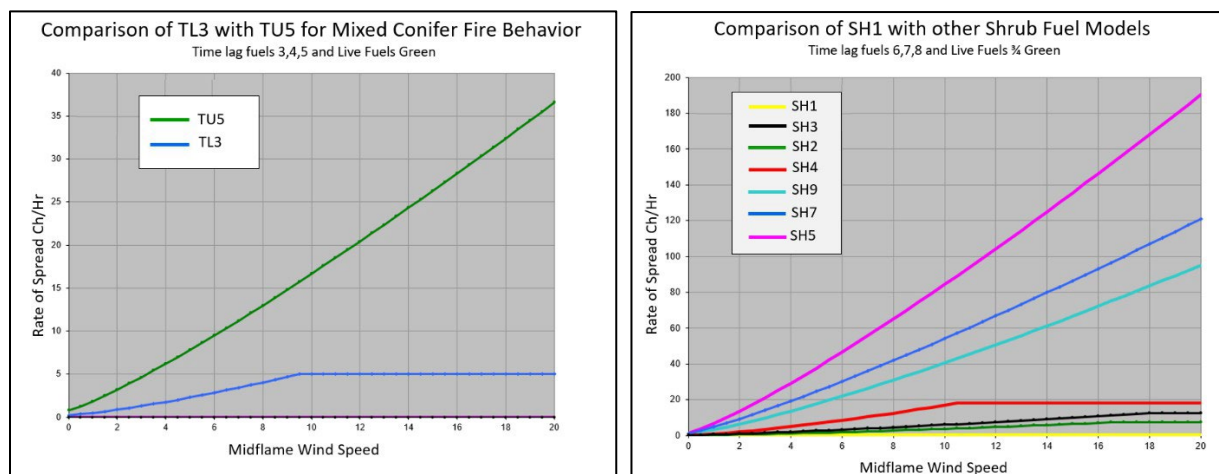 Comparison of TL3 with TU5 for Mixed Conifer Fire Behavior
Time lag fuels 3,4,5 and Live Fuels Green
Rate of Spread Ch/Hr
40
35
30
25
20
15
10
5
0
TU5
TL3
0 2 4 6 8 10 12 14 16 18 20
Midflame Wind Speed
Comparison of SH1 with other Shrub Fuel Models
Time lag fuels 6,7,8 and Live Fuels ¾ Green
Rate of Spread Ch/Hr
200
180
160
140
120
100
80
60
40
20
0
SH1
SH3
SH2
SH4
SH9
SH7
SH5
0 2 4 6 8 10 12 14 16 18 20
Midflame Wind Speed